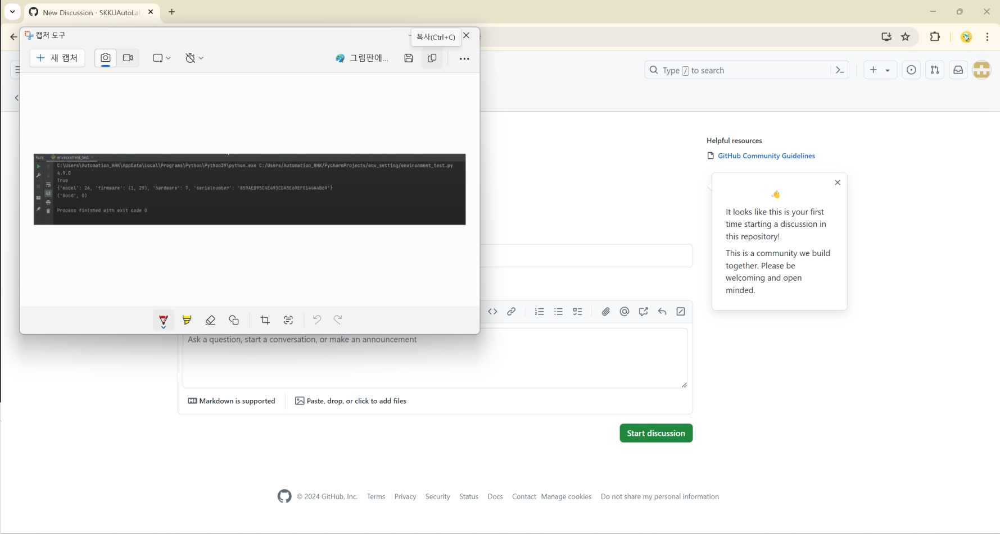 New Discussion · SKKUAutoLa
캡처 도구
복사(Ctrl+C)
새 캡처
그림판에...
Type / to search
Run: environment_test
C:\Users\Automation_HHK\AppData\Local\Programs\Python\Python39\python.exe C:/Users/Automation_HHK/PycharmProjects/env_setting/environment_test.py
4.9.0
True
{'model': 24, 'firmware': (1, 29), 'hardware': 7, 'serialnumber': '859AED95C4E493CDA5E69EF0144A4B69'}
('Good', 0)
Process finished with exit code 0
Helpful resources
GitHub Community Guidelines
It looks like this is your first
time starting a discussion in
this repository!
This is a community we build
together. Please be
welcoming and open
minded.
Ask a question, start a conversation, or make an announcement
Markdown is supported
Paste, drop, or click to add files
Start discussion
© 2024 GitHub, Inc. Terms Privacy Security Status Docs Contact Manage cookies Do not share my personal information